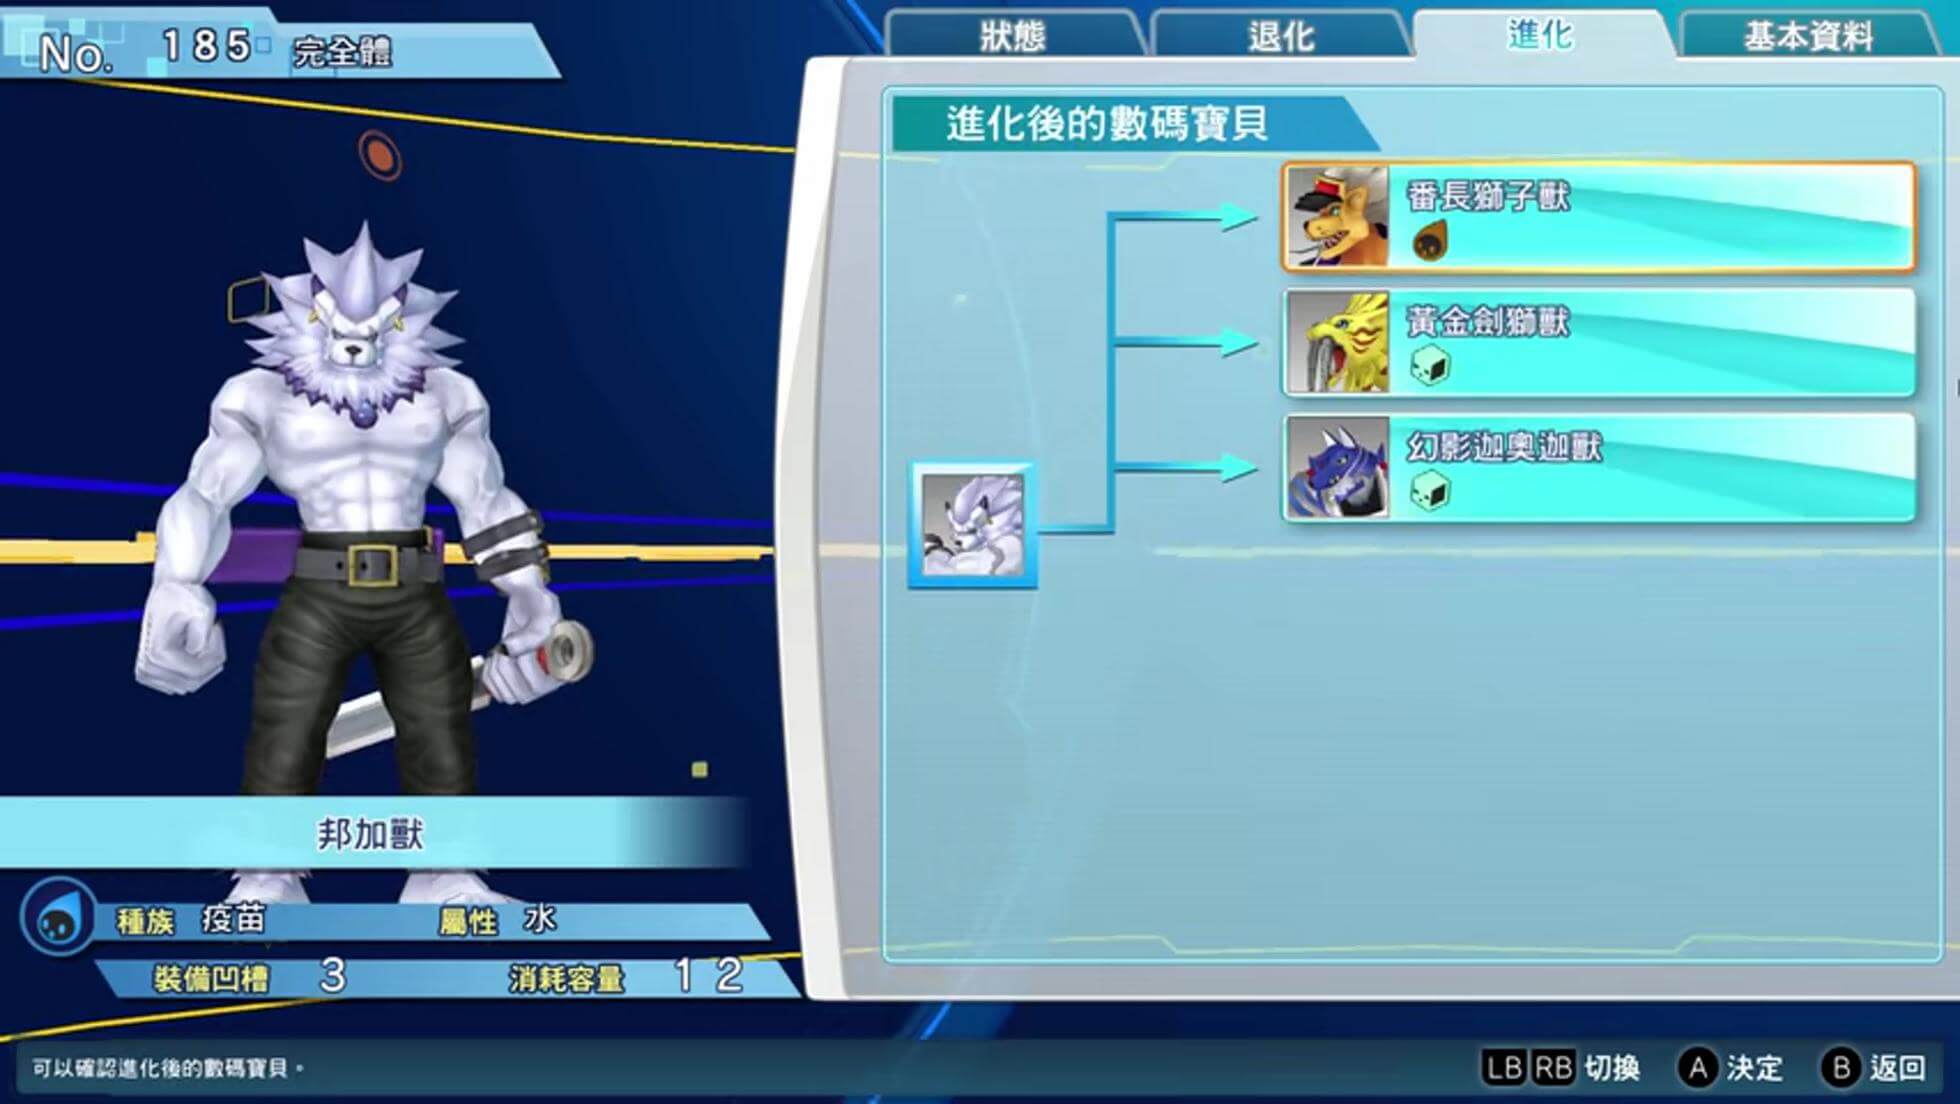 No. 185 完全體
狀態 退化 進化 基本資料
進化後的數碼寶貝
番長獅子獸
黃金劍獅獸
幻影迦奧迦獸
邦加獸
種族 疫苗 屬性 水
裝備凹槽 3 消耗容量 12
可以確認進化後的數碼寶貝。
LB RB 切換 A 決定 B 返回